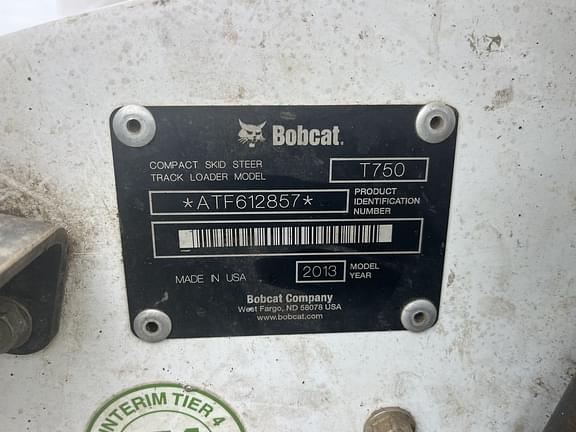 Bobcat.
COMPACT SKID STEER
TRACK LOADER MODEL
T750
*ATF612857*
PRODUCT
IDENTIFICATION
NUMBER
MADE IN USA
2013
MODEL
YEAR
Bobcat Company
West Fargo, ND 58078 USA
www.bobcat.com
INTERIM TIER 4